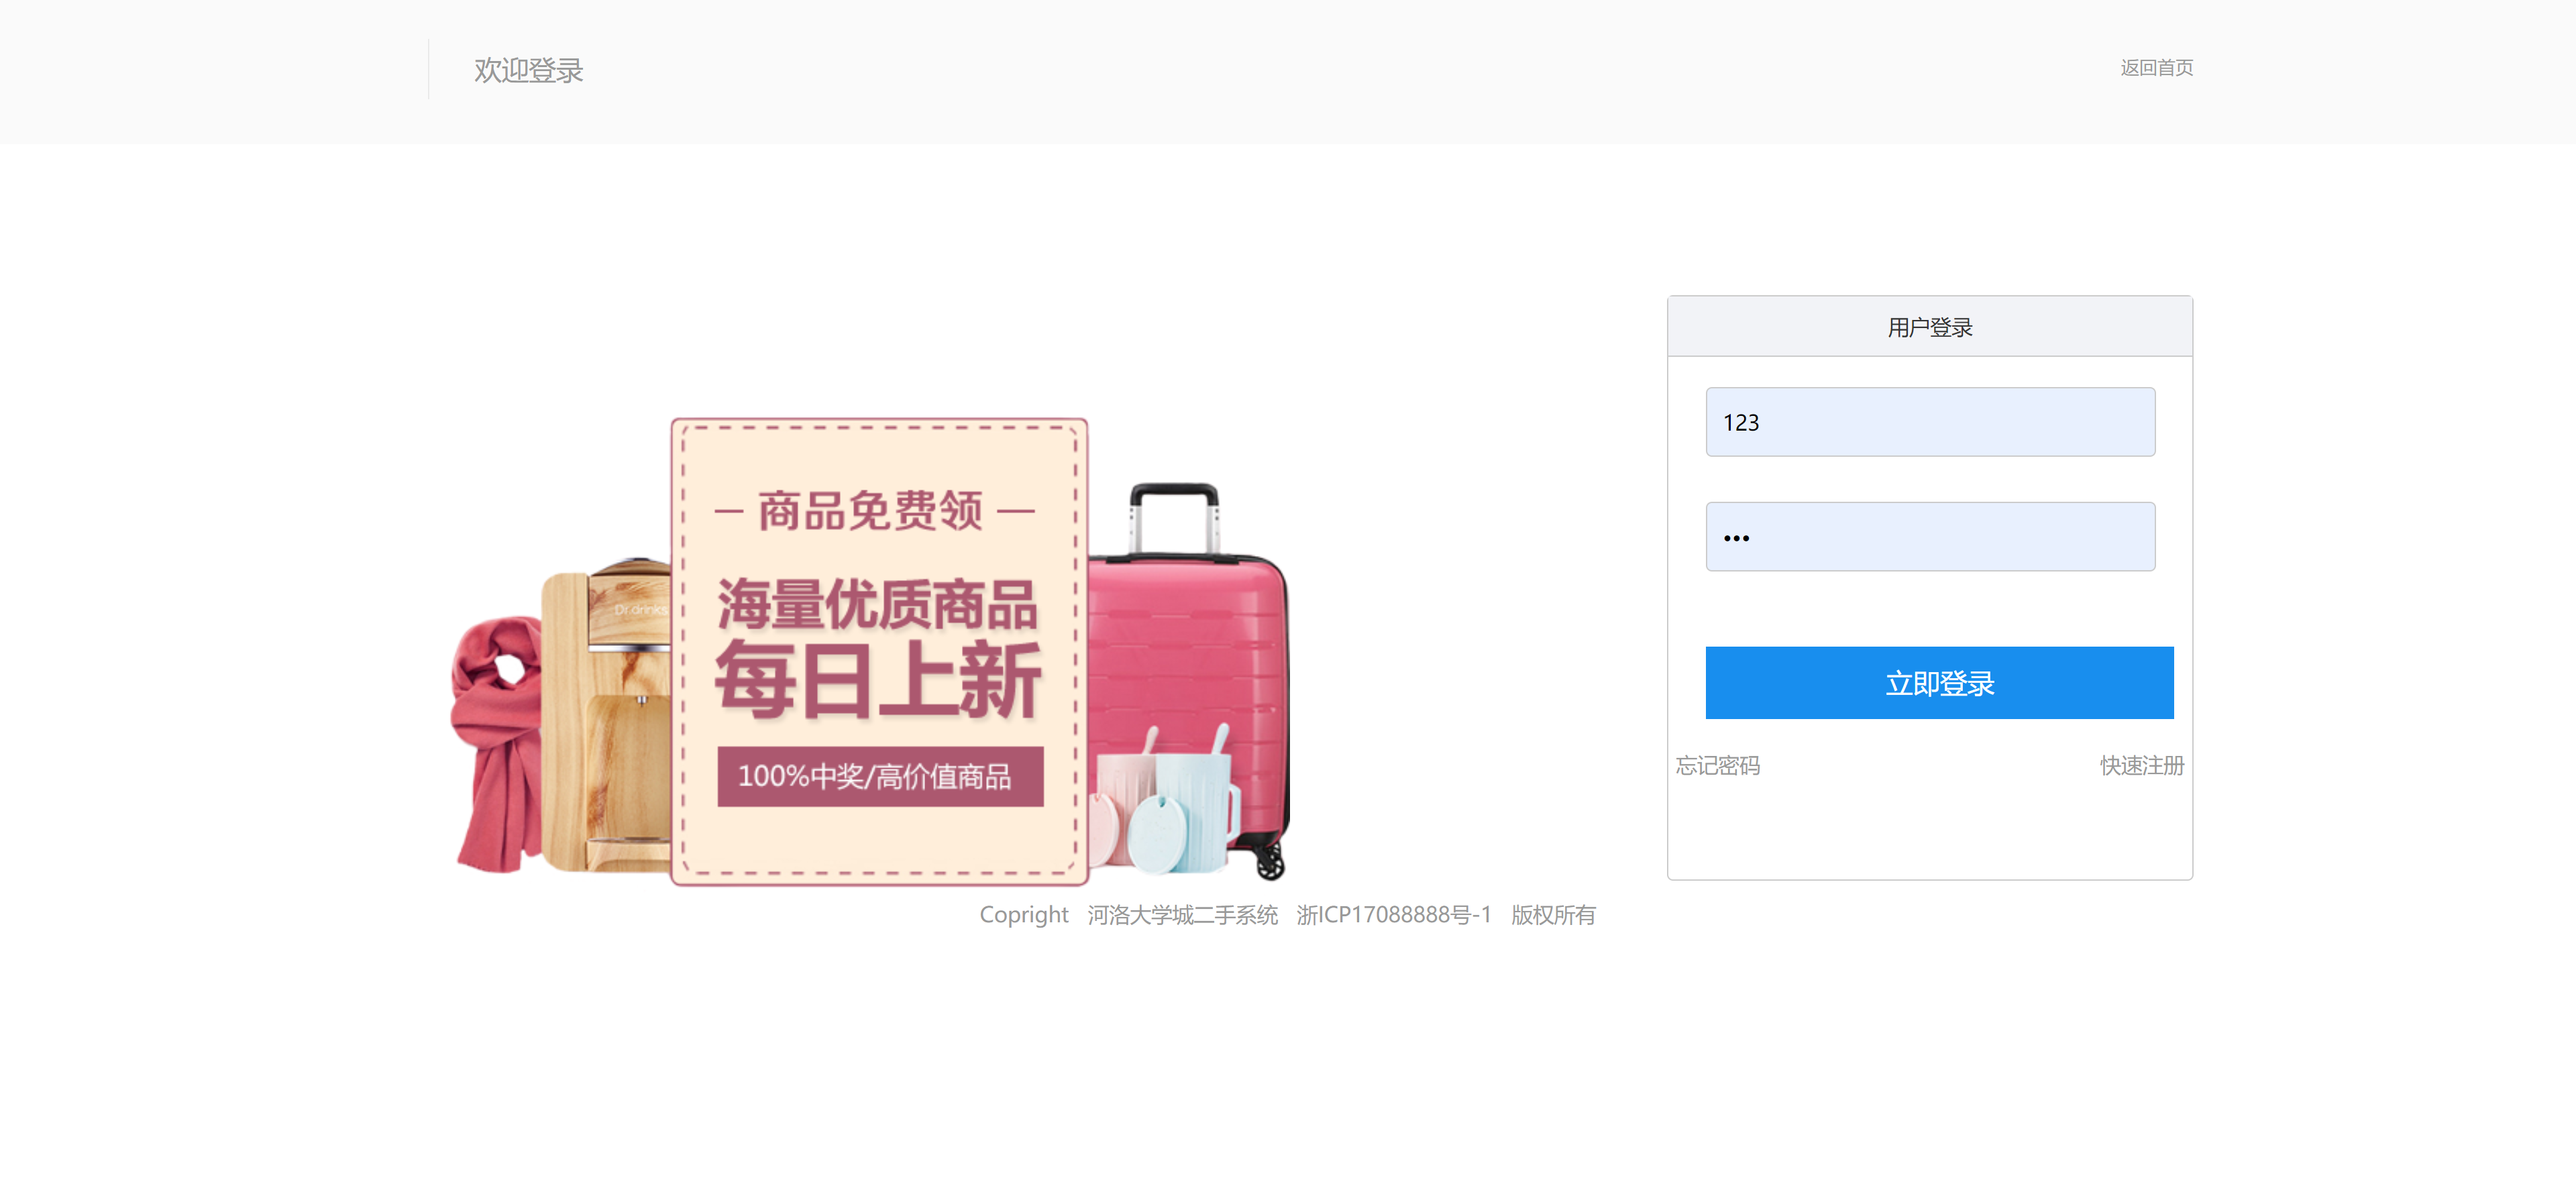 欢迎登录
返回首页
用户登录
123
•••
立即登录
忘记密码 快速注册
商品免费领
海量优质商品
每日上新
100%中奖/高价值商品
Dr.drinks
Copright 河洛大学城二手系统 浙ICP17088888号-1 版权所有